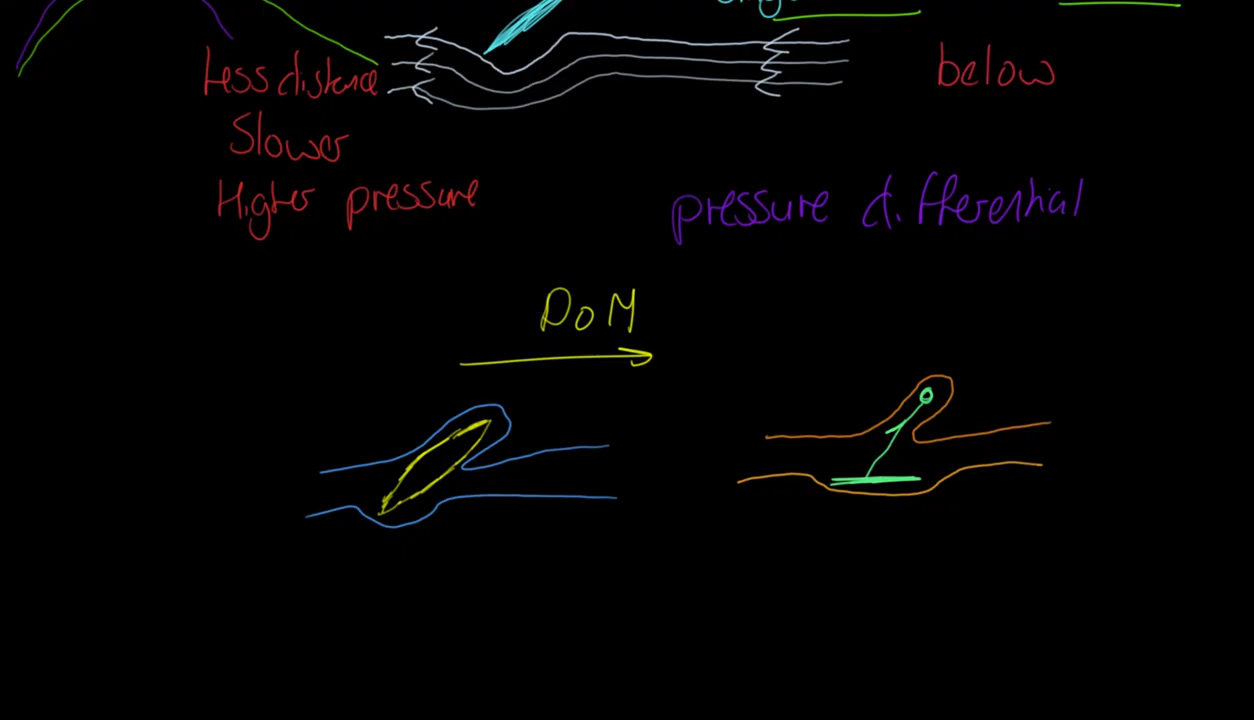 Less distance
below
Slower
Higher pressure
pressure differential
DoM